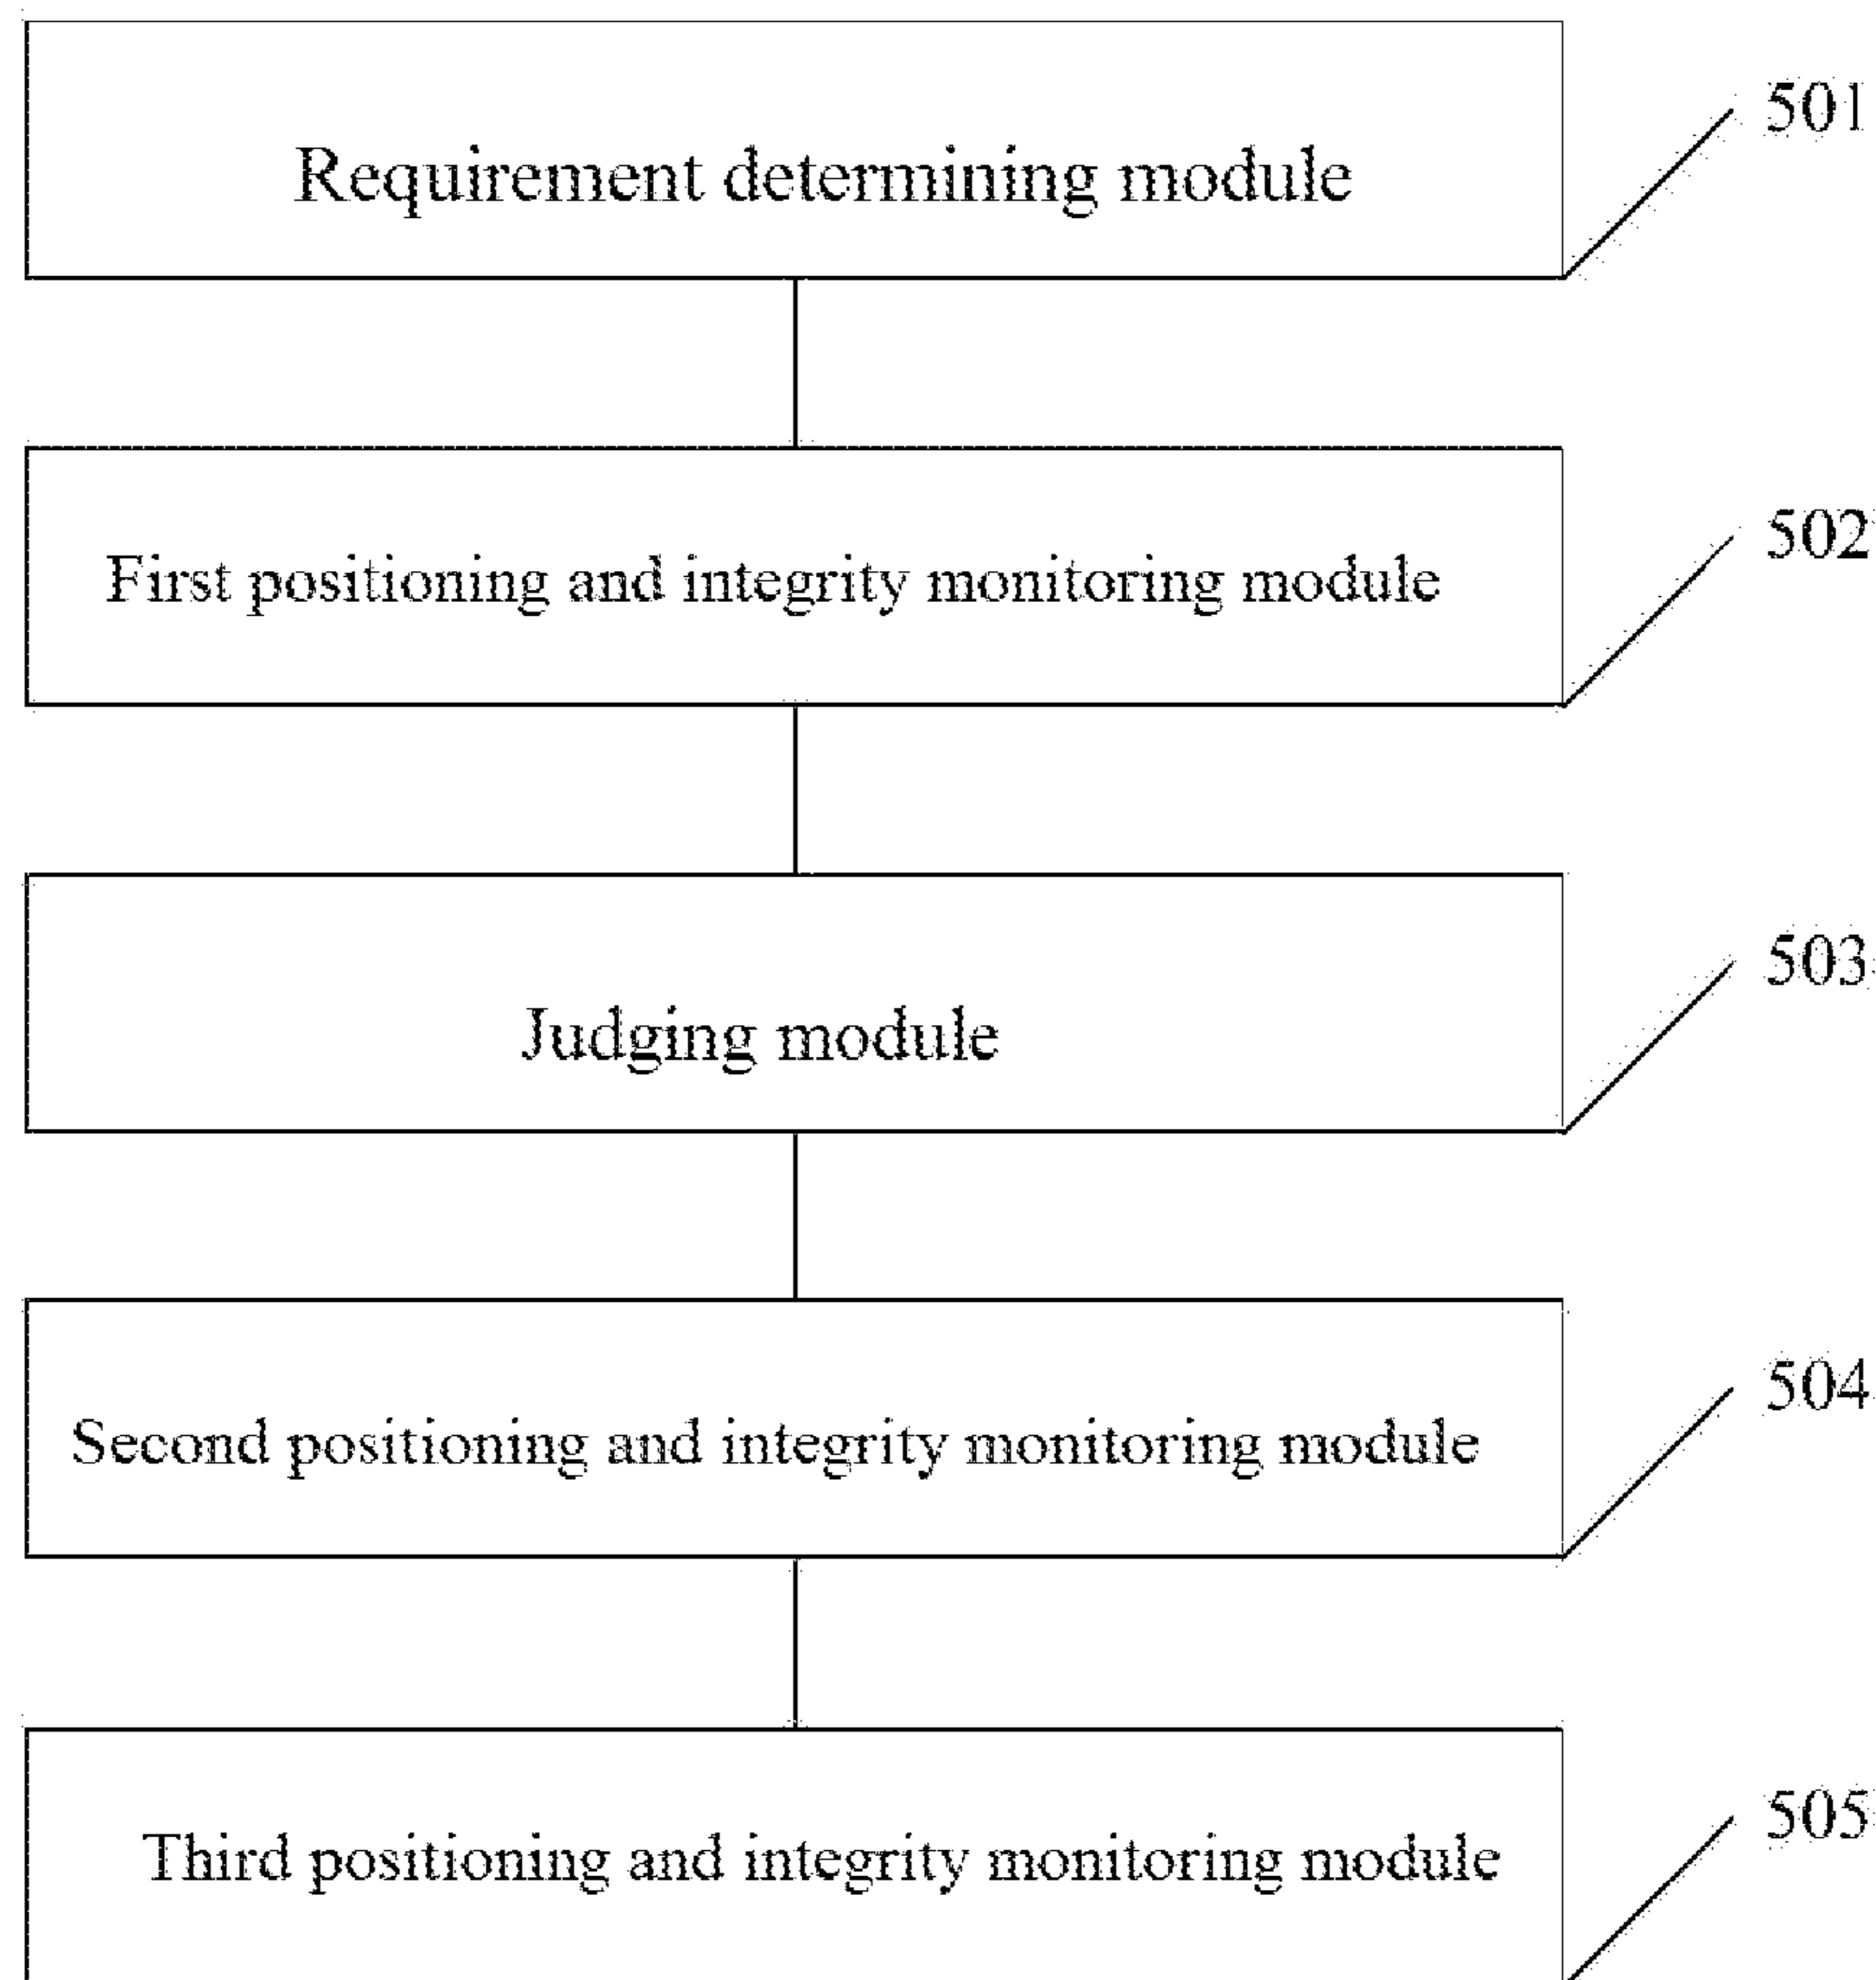 Requirement determining module
501
First positioning and integrity monitoring module
502
Judging module
503
Second positioning and integrity monitoring module
504
Third positioning and integrity monitoring module
505